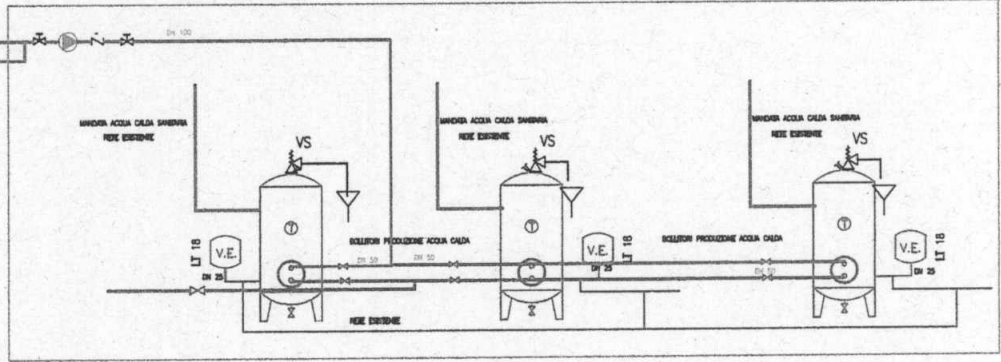 DN 100
MANDATA ACQUA CALDA SANITARIA
RETE ESISTENTE
MANDATA ACQUA CALDA SANITARIA
RETE ESISTENTE
MANDATA ACQUA CALDA SANITARIA
RETE ESISTENTE
VS
VS
VS
T
T
T
BOLLITORI PRODUZIONE ACQUA CALDA
BOLLITORI PRODUZIONE ACQUA CALDA
LT 18
V.E.
DN 25
DN 50
DN 50
V.E.
LT 18
DN 25
DN 50
V.E.
LT 18
DN 25
RETE ESISTENTE